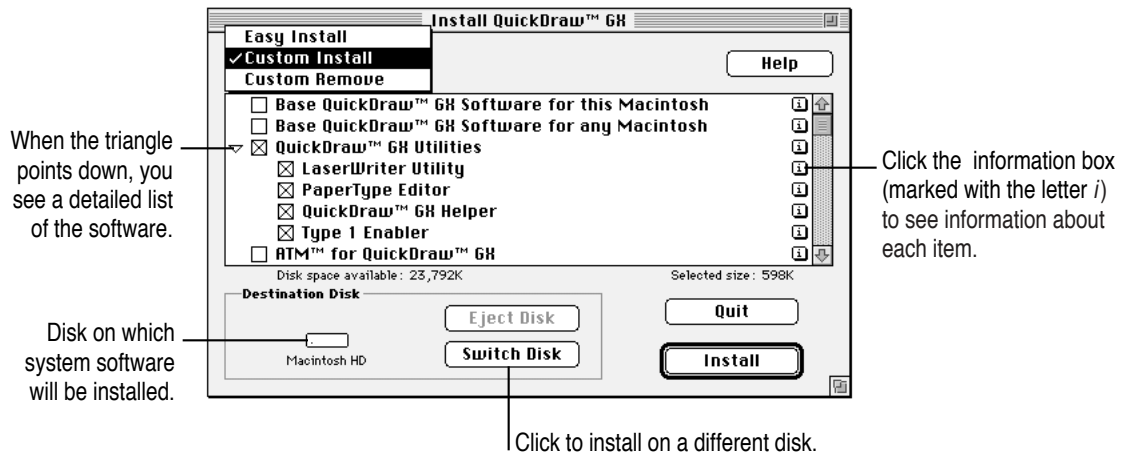 Install QuickDraw™ GX
Easy Install
✓Custom Install
Custom Remove
Help
Base QuickDraw™ GX Software for this Macintosh
Base QuickDraw™ GX Software for any Macintosh
QuickDraw™ GX Utilities
LaserWriter Utility
PaperType Editor
QuickDraw™ GX Helper
Type 1 Enabler
ATM™ for QuickDraw™ GX
Disk space available: 23,792K
Selected size: 598K
Destination Disk
Macintosh HD
Eject Disk
Switch Disk
Quit
Install
When the triangle
points down, you
see a detailed list
of the software.
Disk on which
system software
will be installed.
Click the information box
(marked with the letter i)
to see information about
each item.
Click to install on a different disk.